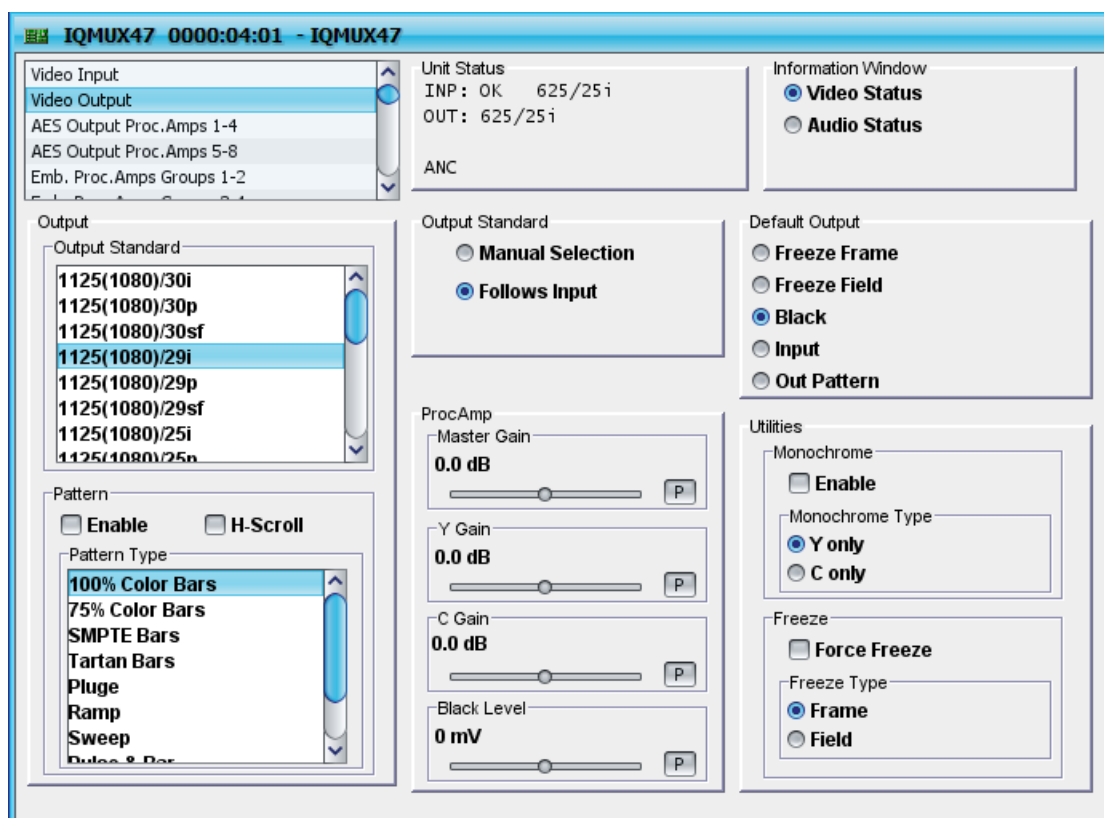 IQMUX47 0000:04:01 - IQMUX47
Video Input
Video Output
AES Output Proc.Amps 1-4
AES Output Proc.Amps 5-8
Emb. Proc.Amps Groups 1-2
Unit Status
INP: OK 625/25i
OUT: 625/25i
ANC
Information Window
Video Status
Audio Status
Output
Output Standard
1125(1080)/30i
1125(1080)/30p
1125(1080)/30sf
1125(1080)/29i
1125(1080)/29p
1125(1080)/29sf
1125(1080)/25i
1125(1080)/25p
Pattern
Enable
H-Scroll
Pattern Type
100% Color Bars
75% Color Bars
SMPTE Bars
Tartan Bars
Pluge
Ramp
Sweep
Pulse & Bar
Output Standard
Manual Selection
Follows Input
ProcAmp
Master Gain
0.0 dB
P
Y Gain
0.0 dB
P
C Gain
0.0 dB
P
Black Level
0 mV
P
Default Output
Freeze Frame
Freeze Field
Black
Input
Out Pattern
Utilities
Monochrome
Enable
Monochrome Type
Y only
C only
Freeze
Force Freeze
Freeze Type
Frame
Field